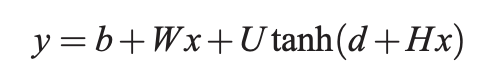 y = b + Wx + U tanh(d + Hx)